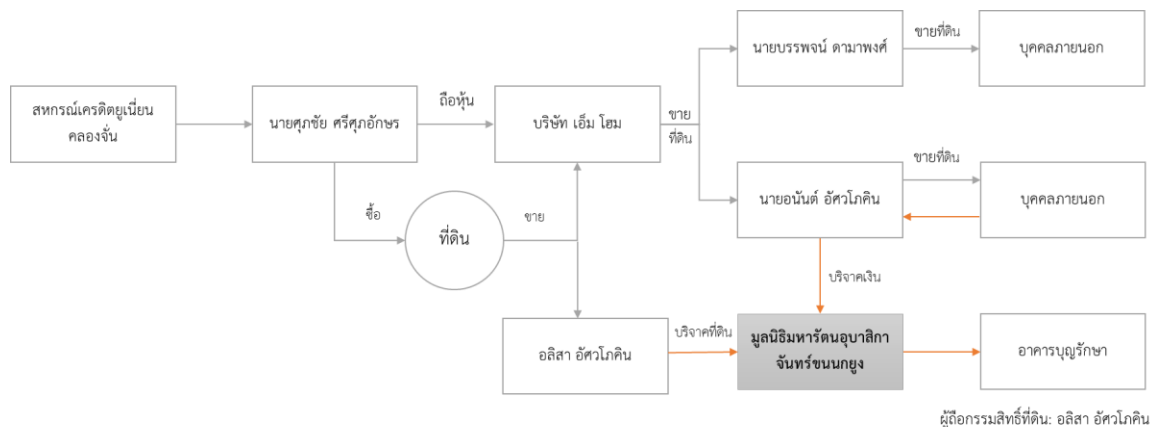 นายบรรพจน์ ดามาพงศ์
ขายที่ดิน
บุคคลภายนอก
สหกรณ์เครดิตยูเนี่ยน
คลองจั่น
นายศุภชัย ศรีศุภอักษร
ถือหุ้น
บริษัท เอ็ม โฮม
ขาย
ที่ดิน
นายอนันต์ อัศวโภคิน
ขายที่ดิน
บุคคลภายนอก
ซื้อ
ที่ดิน
ขาย
บริจาคเงิน
อลิสา อัศวโภคิน
บริจาคที่ดิน
มูลนิธิมหารัตนอุบาสิกา
จันทร์ขนนกยูง
อาคารบุญรักษา
ผู้ถือกรรมสิทธิ์ที่ดิน: อลิสา อัศวโภคิน